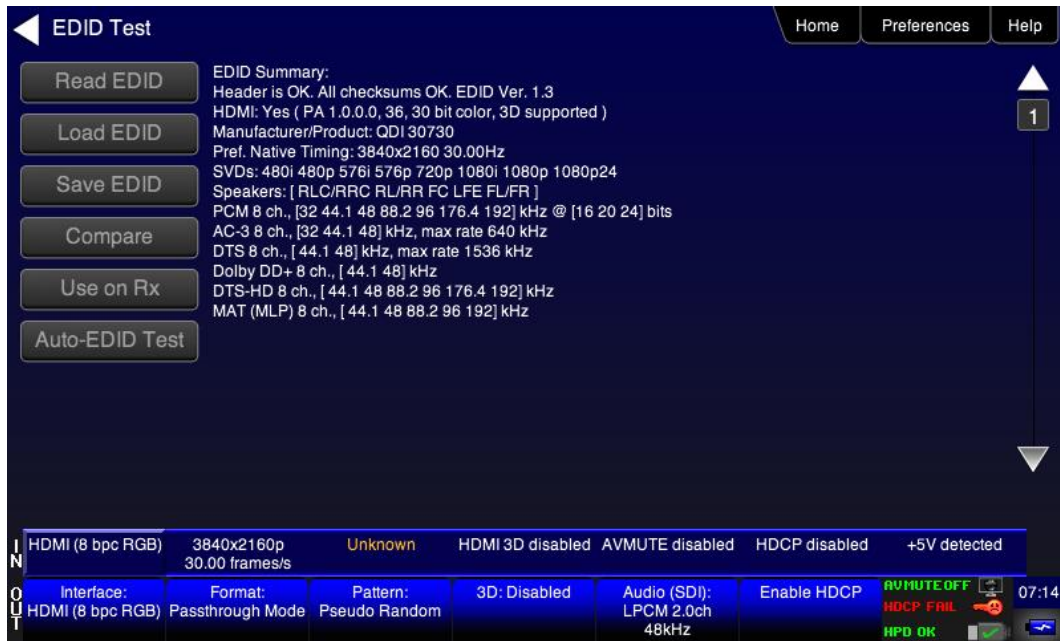 EDID Test
Home
Preferences
Help
Read EDID
Load EDID
Save EDID
Compare
Use on Rx
Auto-EDID Test
EDID Summary:
Header is OK. All checksums OK. EDID Ver. 1.3
HDMI: Yes ( PA 1.0.0.0, 36, 30 bit color, 3D supported )
Manufacturer/Product: QDI 30730
Pref. Native Timing: 3840x2160 30.00Hz
SVDs: 480i 480p 576i 576p 720p 1080i 1080p 1080p24
Speakers: [ RLC/RRC RL/RR FC LFE FL/FR ]
PCM 8 ch., [32 44.1 48 88.2 96 176.4 192] kHz @ [16 20 24] bits
AC-3 8 ch., [32 44.1 48] kHz, max rate 640 kHz
DTS 8 ch., [ 44.1 48] kHz, max rate 1536 kHz
Dolby DD+ 8 ch., [ 44.1 48] kHz
DTS-HD 8 ch., [ 44.1 48 88.2 96 176.4 192] kHz
MAT (MLP) 8 ch., [ 44.1 48 88.2 96 192] kHz
1
IN
HDMI (8 bpc RGB)
3840x2160p
30.00 frames/s
Unknown
HDMI 3D disabled
AVMUTE disabled
HDCP disabled
+5V detected
OUT
Interface:
HDMI (8 bpc RGB)
Format:
Passthrough Mode
Pattern:
Pseudo Random
3D: Disabled
Audio (SDI):
LPCM 2.0ch
48kHz
Enable HDCP
AVMUTE OFF
HDCP FAIL
HPD OK
07:14